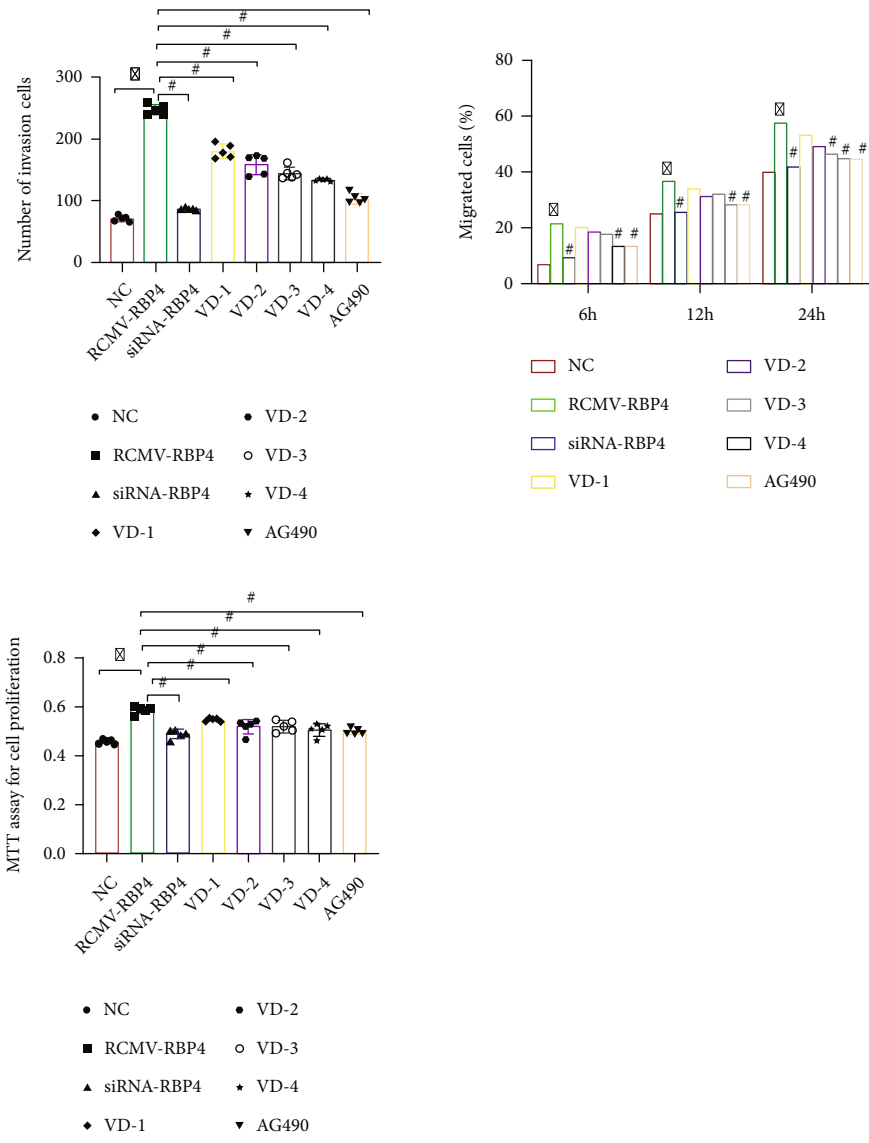 #
#
#
#
#
#
Number of invasion cells
300
200
100
0
NC
RCMV-RBP4
siRNA-RBP4
VD-1
VD-2
VD-3
VD-4
AG490
NC
RCMV-RBP4
siRNA-RBP4
VD-1
VD-2
VD-3
VD-4
AG490
Migrated cells (%)
80
60
40
20
0
#
# #
#
# #
#
# # #
6h
12h
24h
NC
RCMV-RBP4
siRNA-RBP4
VD-1
VD-2
VD-3
VD-4
AG490
#
#
#
#
#
#
MTT assay for cell proliferation
0.8
0.6
0.4
0.2
0.0
NC
RCMV-RBP4
siRNA-RBP4
VD-1
VD-2
VD-3
VD-4
AG490
NC
RCMV-RBP4
siRNA-RBP4
VD-1
VD-2
VD-3
VD-4
AG490